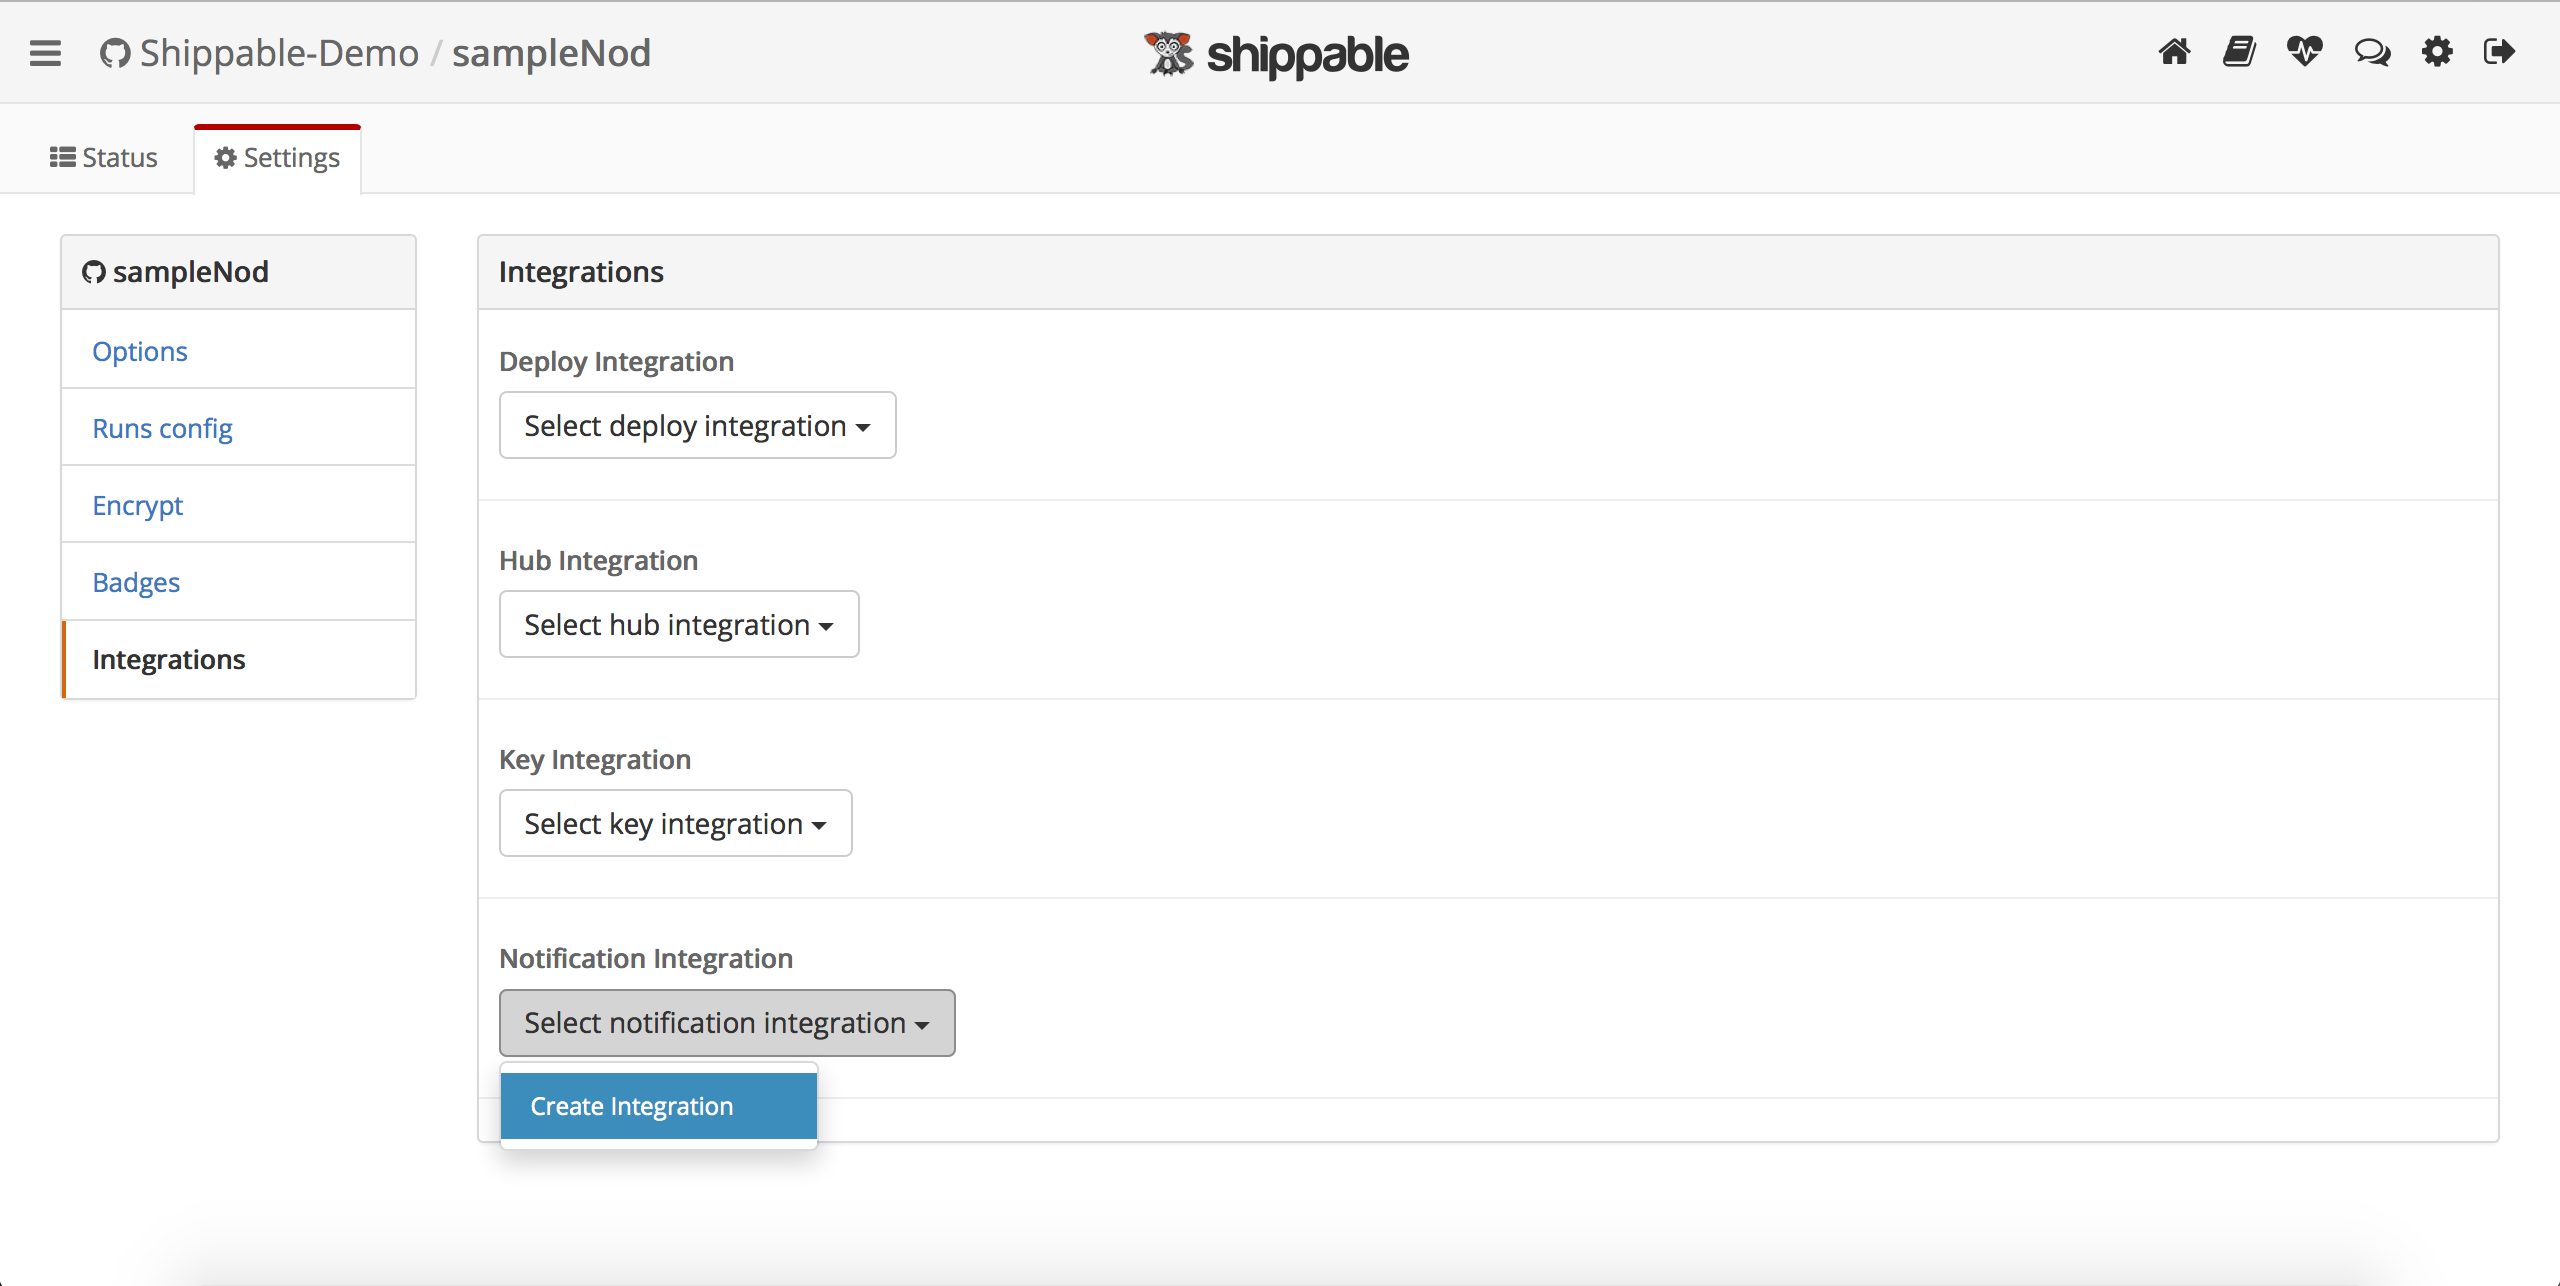 Shippable-Demo / sampleNod
shippable
Status
Settings
sampleNod
Options
Runs config
Encrypt
Badges
Integrations
Integrations
Deploy Integration
Select deploy integration
Hub Integration
Select hub integration
Key Integration
Select key integration
Notification Integration
Select notification integration
Create Integration